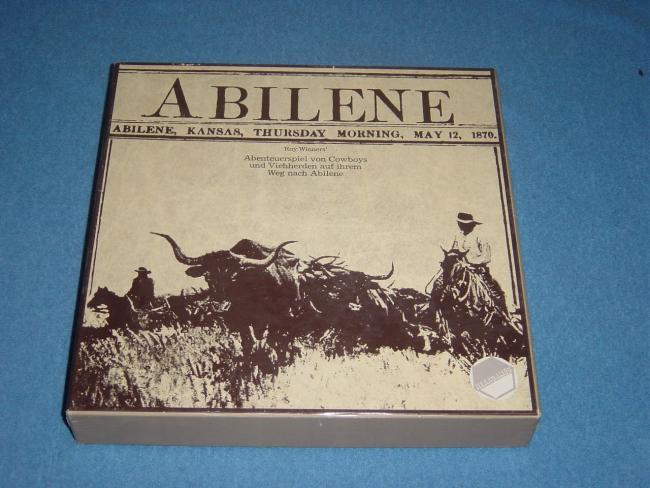 ABILENE
ABILENE, KANSAS, THURSDAY MORNING, MAY 12, 1870.
Roy Winners'
Abenteuerspiel von Cowboys
und Viehherden auf ihrem
Weg nach Abilene